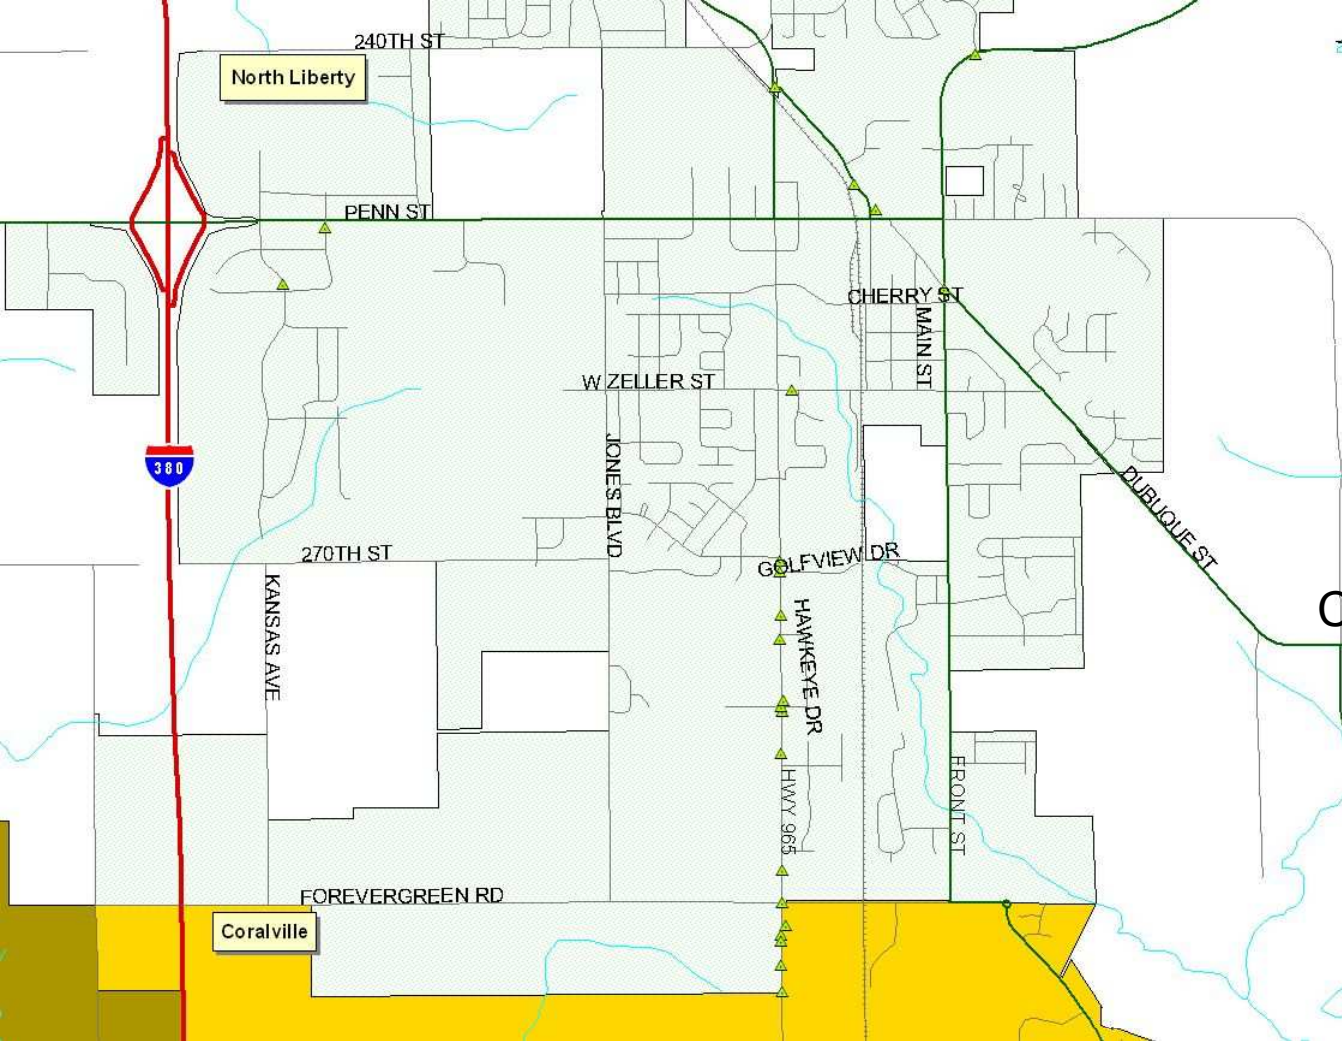 240TH ST
North Liberty
PENN ST
CHERRY ST
MAIN ST
W ZELLER ST
380
JONES BLVD
DUBUQUE ST
270TH ST
GOLFVIEW DR
KANSAS AVE
HAWKEYE DR
HWY 965
FRONT ST
FOREVERGREEN RD
Coralville